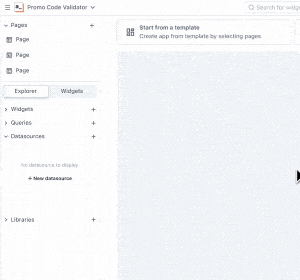 Promo Code Validator
Search for widg
Pages
Page
Page
Page
Start from a template
Create app from template by selecting pages
Explorer
Widgets
Widgets
Queries
Datasources
No datasource to display
+ New datasource
Libraries